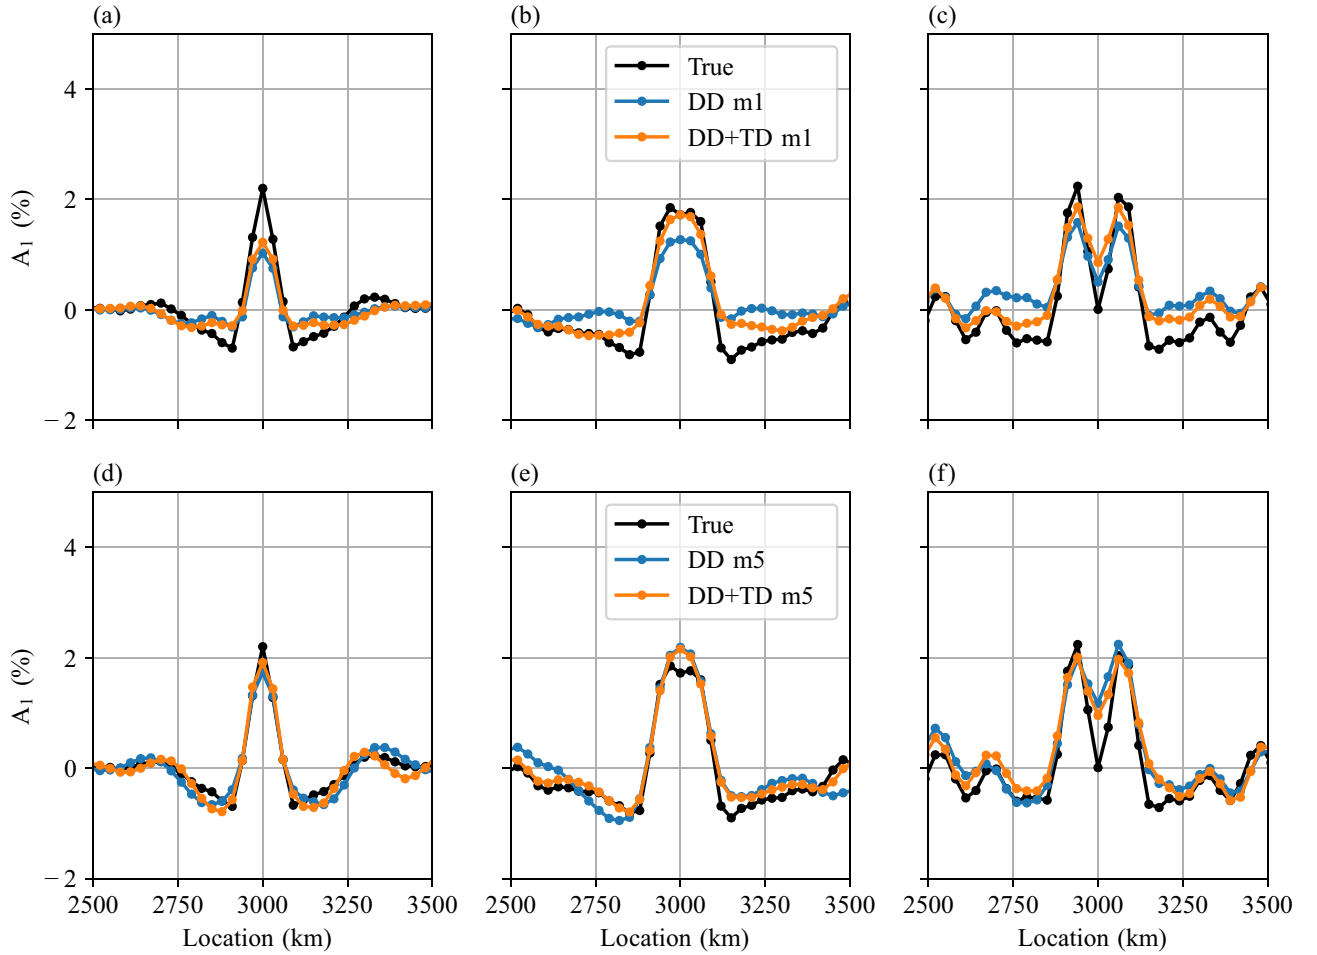 (a)
(b)
(c)
4
2
0
−2
A₁ (%)
True
DD m1
DD+TD m1
(d)
(e)
(f)
4
2
0
−2
A₁ (%)
True
DD m5
DD+TD m5
2500 2750 3000 3250 3500
2500 2750 3000 3250 3500
2500 2750 3000 3250 3500
Location (km)
Location (km)
Location (km)